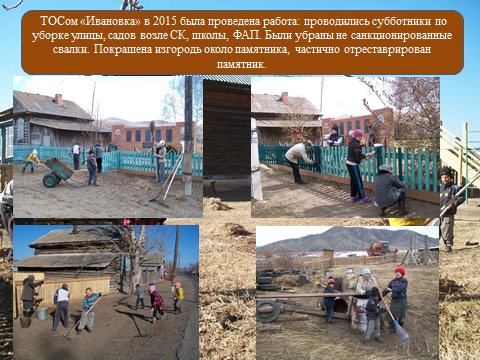 ТОСом «Ивановка» в 2015 была проведена работа: проводились субботники по
уборке улицы, садов возле СК, школы, ФАП. Были убраны не санкционированные
свалки. Покрашена изгородь около памятника, частично отреставрирован
памятник.